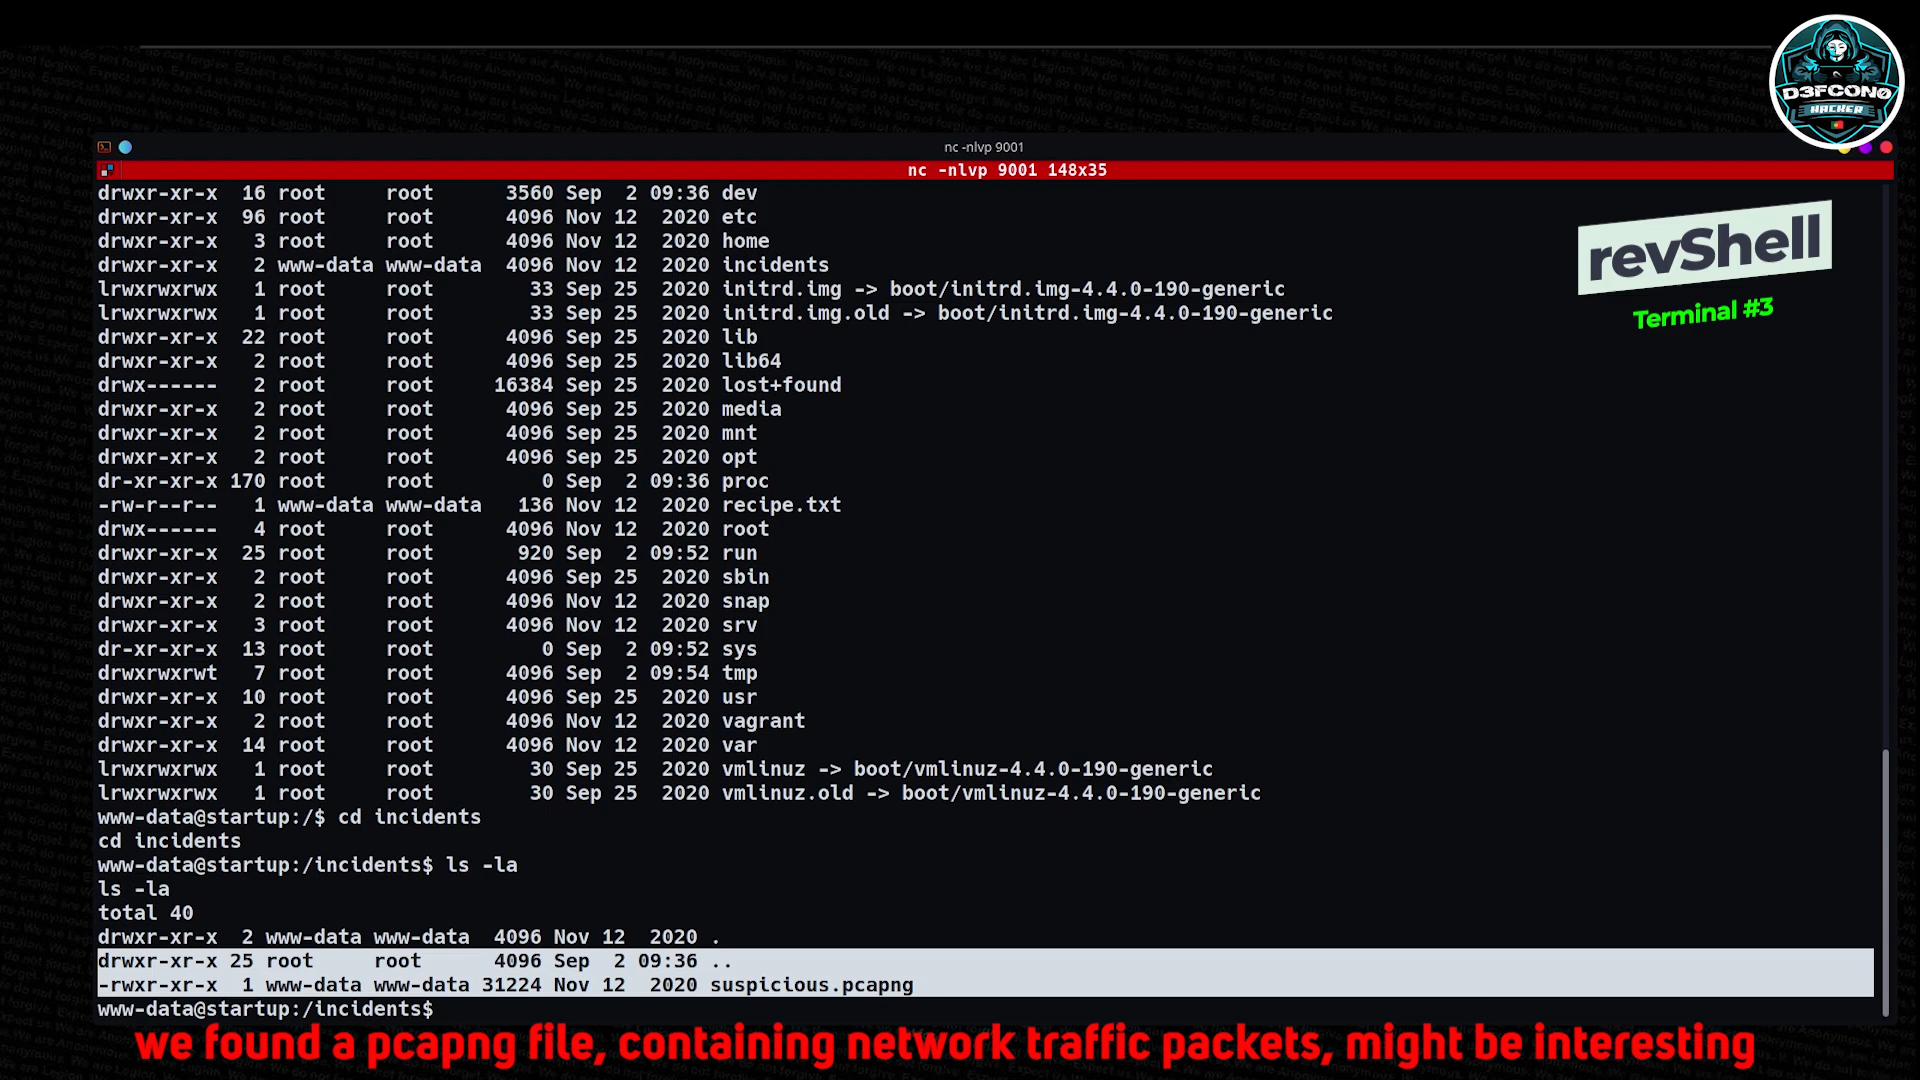 D3FCON0
HACKER
nc -nlvp 9001
nc -nlvp 9001 148x35
revShell
Terminal #3
drwxr-xr-x  16 root     root      3560 Sep  2 09:36 dev
drwxr-xr-x  96 root     root      4096 Nov 12  2020 etc
drwxr-xr-x   3 root     root      4096 Nov 12  2020 home
drwxr-xr-x   2 www-data www-data  4096 Nov 12  2020 incidents
lrwxrwxrwx   1 root     root        33 Sep 25  2020 initrd.img -> boot/initrd.img-4.4.0-190-generic
lrwxrwxrwx   1 root     root        33 Sep 25  2020 initrd.img.old -> boot/initrd.img-4.4.0-190-generic
drwxr-xr-x  22 root     root      4096 Sep 25  2020 lib
drwxr-xr-x   2 root     root      4096 Sep 25  2020 lib64
drwx------   2 root     root     16384 Sep 25  2020 lost+found
drwxr-xr-x   2 root     root      4096 Sep 25  2020 media
drwxr-xr-x   2 root     root      4096 Sep 25  2020 mnt
drwxr-xr-x   2 root     root      4096 Sep 25  2020 opt
dr-xr-xr-x 170 root     root         0 Sep  2 09:36 proc
-rw-r--r--   1 www-data www-data   136 Nov 12  2020 recipe.txt
drwx------   4 root     root      4096 Nov 12  2020 root
drwxr-xr-x  25 root     root       920 Sep  2 09:52 run
drwxr-xr-x   2 root     root      4096 Sep 25  2020 sbin
drwxr-xr-x   2 root     root      4096 Nov 12  2020 snap
drwxr-xr-x   3 root     root      4096 Nov 12  2020 srv
dr-xr-xr-x  13 root     root         0 Sep  2 09:52 sys
drwxrwxrwt   7 root     root      4096 Sep  2 09:54 tmp
drwxr-xr-x  10 root     root      4096 Sep 25  2020 usr
drwxr-xr-x   2 root     root      4096 Nov 12  2020 vagrant
drwxr-xr-x  14 root     root      4096 Nov 12  2020 var
lrwxrwxrwx   1 root     root        30 Sep 25  2020 vmlinuz -> boot/vmlinuz-4.4.0-190-generic
lrwxrwxrwx   1 root     root        30 Sep 25  2020 vmlinuz.old -> boot/vmlinuz-4.4.0-190-generic
www-data@startup:/$ cd incidents
cd incidents
www-data@startup:/incidents$ ls -la
ls -la
total 40
drwxr-xr-x  2 www-data www-data  4096 Nov 12  2020 .
drwxr-xr-x 25 root     root      4096 Sep  2 09:36 ..
-rwxr-xr-x  1 www-data www-data 31224 Nov 12  2020 suspicious.pcapng
www-data@startup:/incidents$
we found a pcapng file, containing network traffic packets, might be interesting